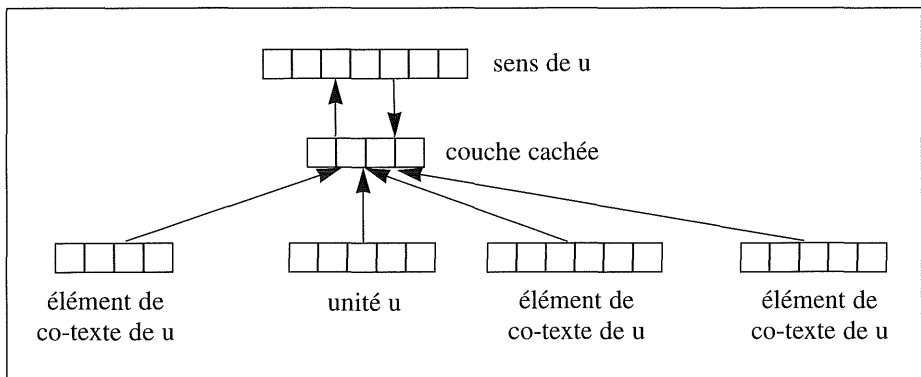 sens de u
couche cachée
élément de
co-texte de u
unité u
élément de
co-texte de u
élément de
co-texte de u